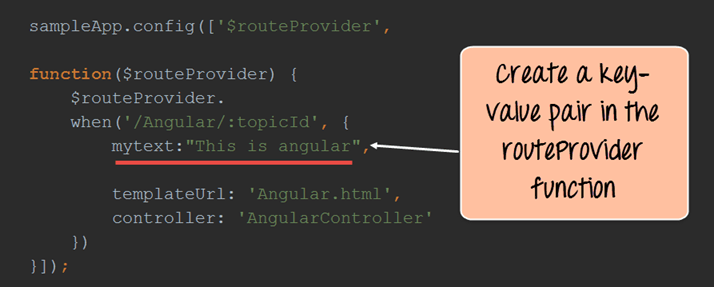 sampleApp.config(['$routeProvider',
function($routeProvider) {
$routeProvider.
when('/Angular/:topicId', {
mytext:"This is angular",
templateUrl: 'Angular.html',
controller: 'AngularController'
})
}]);
Create a key-
value pair in the
routeProvider
function